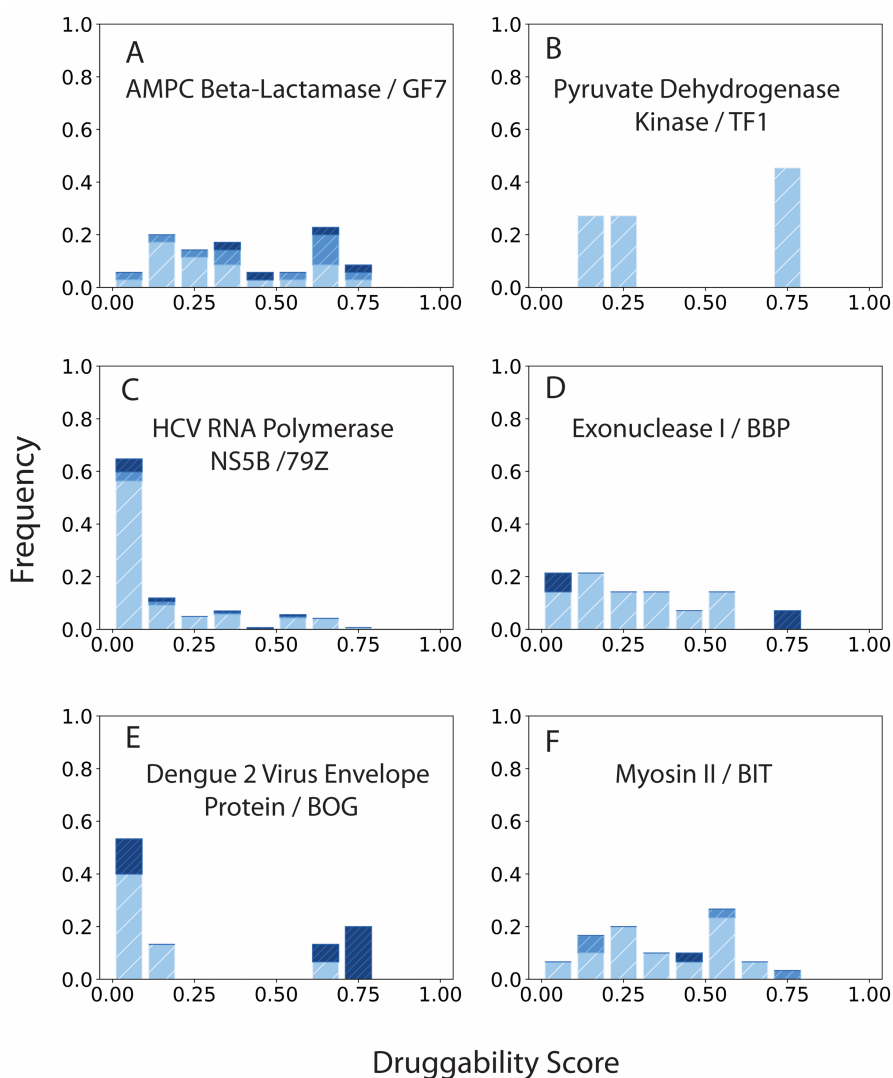 A
AMPC Beta-Lactamase / GF7
1.0
0.8
0.6
0.4
0.2
0.0
0.00 0.25 0.50 0.75 1.00
B
Pyruvate Dehydrogenase
Kinase / TF1
1.0
0.8
0.6
0.4
0.2
0.0
0.00 0.25 0.50 0.75 1.00
C
HCV RNA Polymerase
NS5B /79Z
1.0
0.8
0.6
0.4
0.2
0.0
0.00 0.25 0.50 0.75 1.00
D
Exonuclease I / BBP
1.0
0.8
0.6
0.4
0.2
0.0
0.00 0.25 0.50 0.75 1.00
Frequency
E
Dengue 2 Virus Envelope
Protein / BOG
1.0
0.8
0.6
0.4
0.2
0.0
0.00 0.25 0.50 0.75 1.00
F
Myosin II / BIT
1.0
0.8
0.6
0.4
0.2
0.0
0.00 0.25 0.50 0.75 1.00
Druggability Score